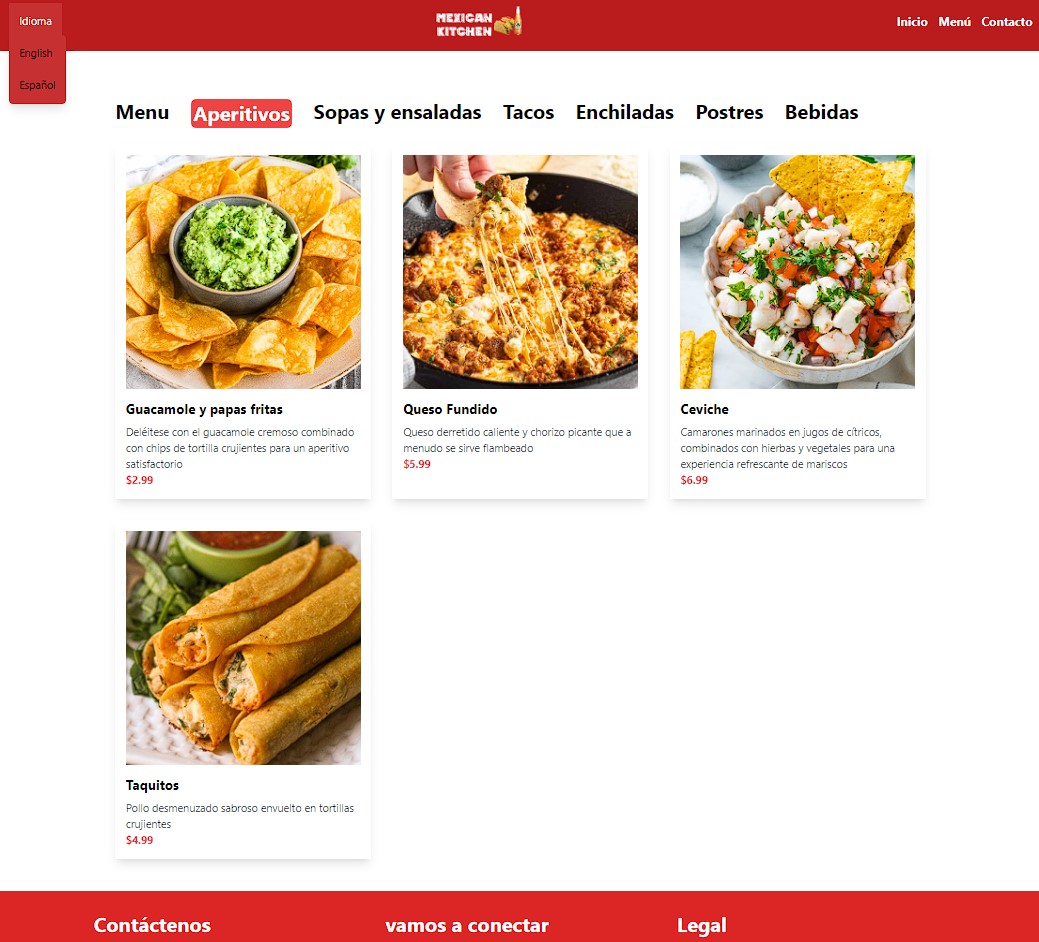 Idioma
English
Español
MEXICAN
KITCHEN
Inicio Menú Contacto
Menu Aperitivos Sopas y ensaladas Tacos Enchiladas Postres Bebidas
Guacamole y papas fritas
Deléitese con el guacamole cremoso combinado
con chips de tortilla crujientes para un aperitivo
satisfactorio
$2.99
Queso Fundido
Queso derretido caliente y chorizo picante que a
menudo se sirve flambeado
$5.99
Ceviche
Camarones marinados en jugos de cítricos,
combinados con hierbas y vegetales para una
experiencia refrescante de mariscos
$6.99
Taquitos
Pollo desmenuzado sabroso envuelto en tortillas
crujientes
$4.99
Contáctenos vamos a conectar Legal